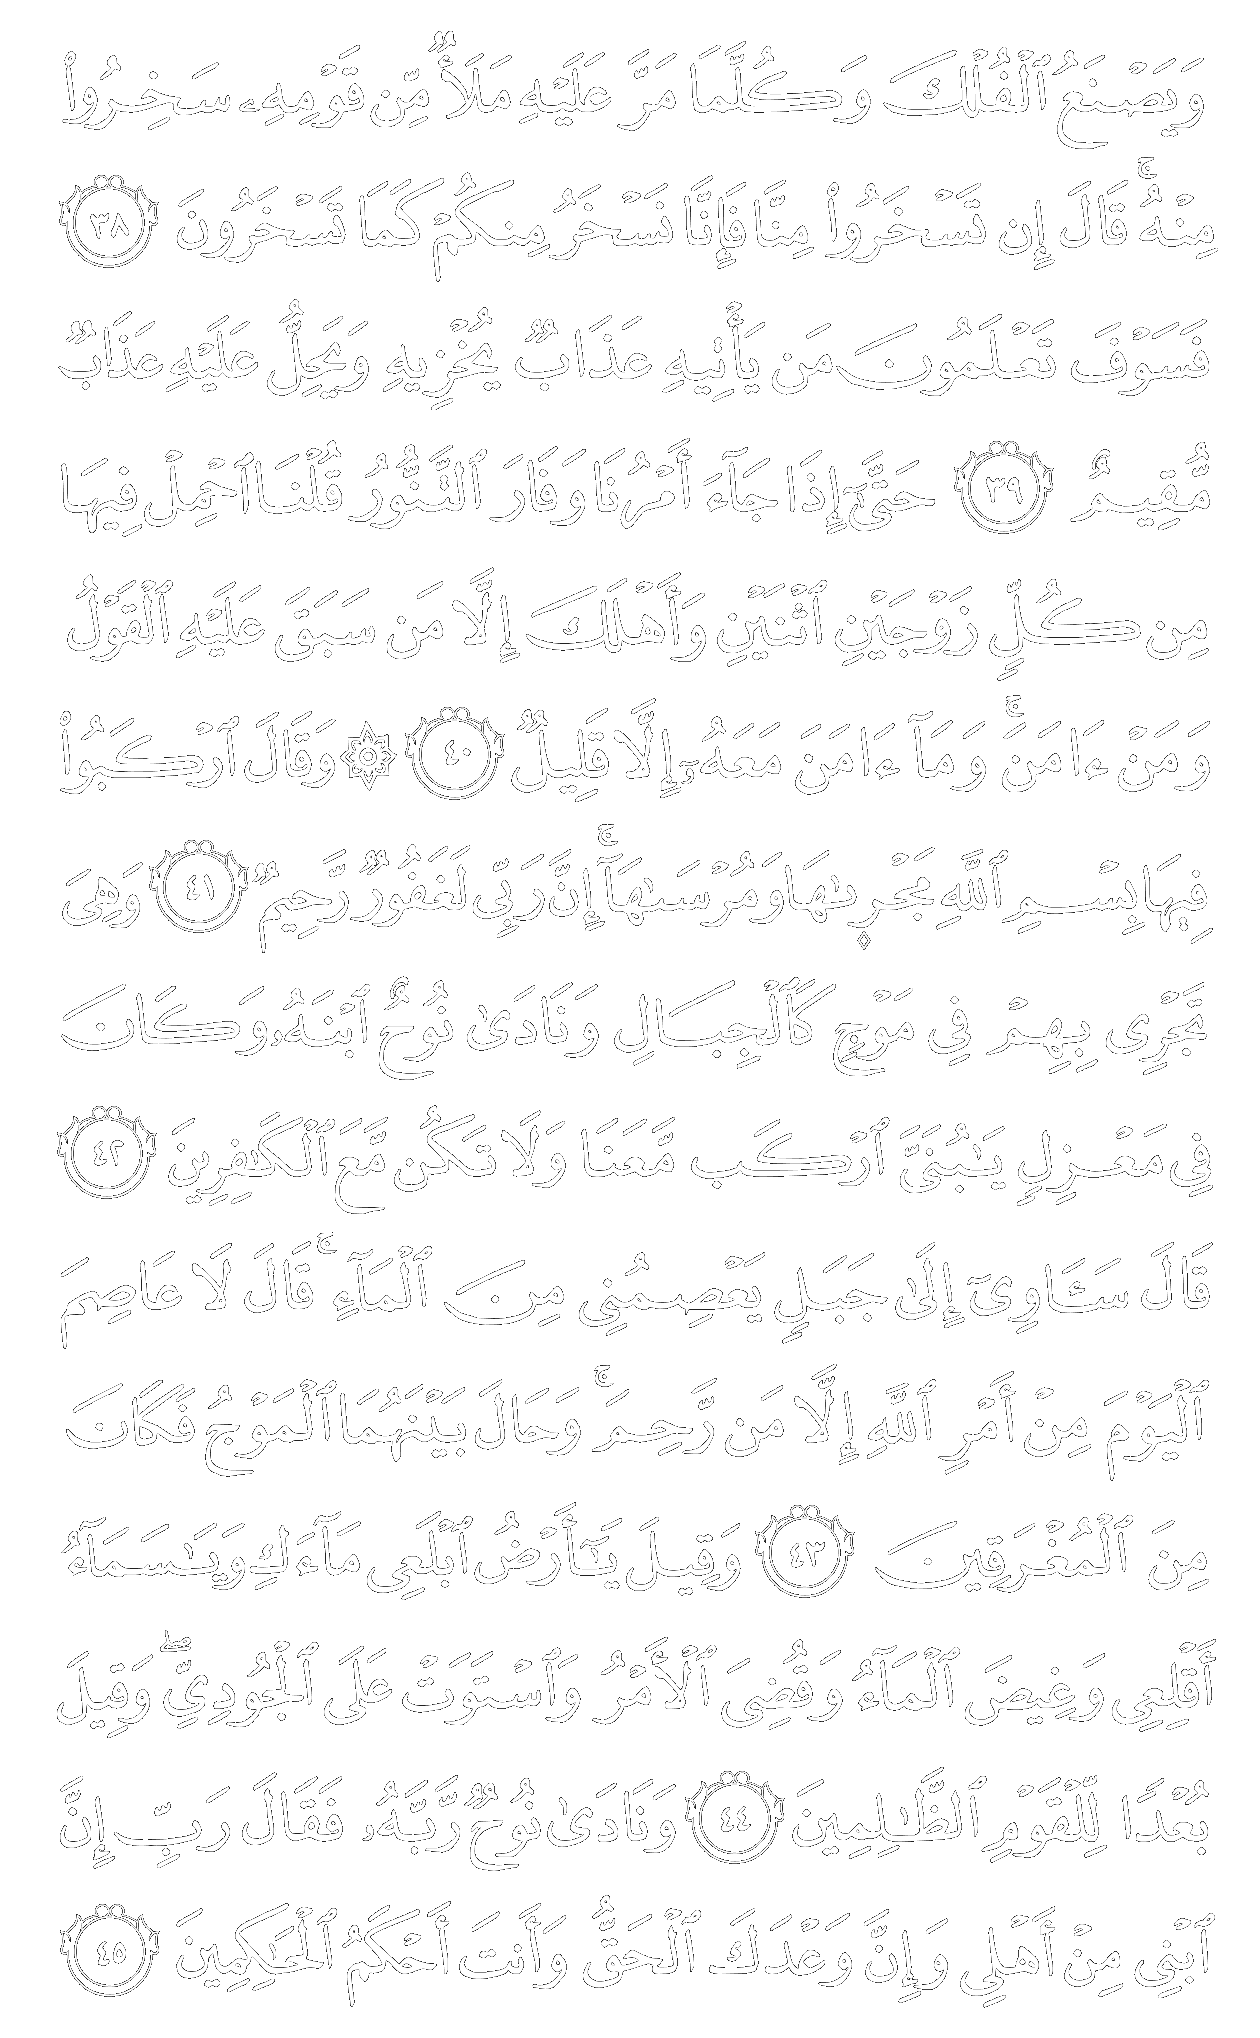 وَيَصْنَعُ ٱلْفُلْكَ وَكُلَّمَا مَرَّ عَلَيْهِ مَلَأٌ مِّن قَوْمِهِۦ سَخِرُوا۟
مِنْهُ ۚ قَالَ إِن تَسْخَرُوا۟ مِنَّا فَإِنَّا نَسْخَرُ مِنكُمْ كَمَا تَسْخَرُونَ ٣٨
فَسَوْفَ تَعْلَمُونَ مَن يَأْتِيهِ عَذَابٌ يُخْزِيهِ وَيَحِلُّ عَلَيْهِ عَذَابٌ
مُّقِيمٌ ٣٩ حَتَّىٰٓ إِذَا جَآءَ أَمْرُنَا وَفَارَ ٱلتَّنُّورُ قُلْنَا ٱحْمِلْ فِيهَا
مِن كُلٍّ زَوْجَيْنِ ٱثْنَيْنِ وَأَهْلَكَ إِلَّا مَن سَبَقَ عَلَيْهِ ٱلْقَوْلُ
وَمَنْ ءَامَنَ ۚ وَمَآ ءَامَنَ مَعَهُۥٓ إِلَّا قَلِيلٌ ٤٠ ۞ وَقَالَ ٱرْكَبُوا۟
فِيهَا بِسْمِ ٱللَّهِ مَجْر۪ىٰهَا وَمُرْسَىٰهَآ ۚ إِنَّ رَبِّى لَغَفُورٌ رَّحِيمٌ ٤١ وَهِىَ
تَجْرِى بِهِمْ فِى مَوْجٍ كَٱلْجِبَالِ وَنَادَىٰ نُوحٌ ٱبْنَهُۥ وَكَانَ
فِى مَعْزِلٍ يَٰبُنَىَّ ٱرْكَب مَّعَنَا وَلَا تَكُن مَّعَ ٱلْكَٰفِرِينَ ٤٢
قَالَ سَـَٔاوِىٓ إِلَىٰ جَبَلٍ يَعْصِمُنِى مِنَ ٱلْمَآءِ ۚ قَالَ لَا عَاصِمَ
ٱلْيَوْمَ مِنْ أَمْرِ ٱللَّهِ إِلَّا مَن رَّحِمَ ۚ وَحَالَ بَيْنَهُمَا ٱلْمَوْجُ فَكَانَ
مِنَ ٱلْمُغْرَقِينَ ٤٣ وَقِيلَ يَٰٓأَرْضُ ٱبْلَعِى مَآءَكِ وَيَٰسَمَآءُ
أَقْلِعِى وَغِيضَ ٱلْمَآءُ وَقُضِىَ ٱلْأَمْرُ وَٱسْتَوَتْ عَلَى ٱلْجُودِىِّ ۖ وَقِيلَ
بُعْدًا لِّلْقَوْمِ ٱلظَّٰلِمِينَ ٤٤ وَنَادَىٰ نُوحٌ رَّبَّهُۥ فَقَالَ رَبِّ إِنَّ
ٱبْنِى مِنْ أَهْلِى وَإِنَّ وَعْدَكَ ٱلْحَقُّ وَأَنتَ أَحْكَمُ ٱلْحَٰكِمِينَ ٤٥